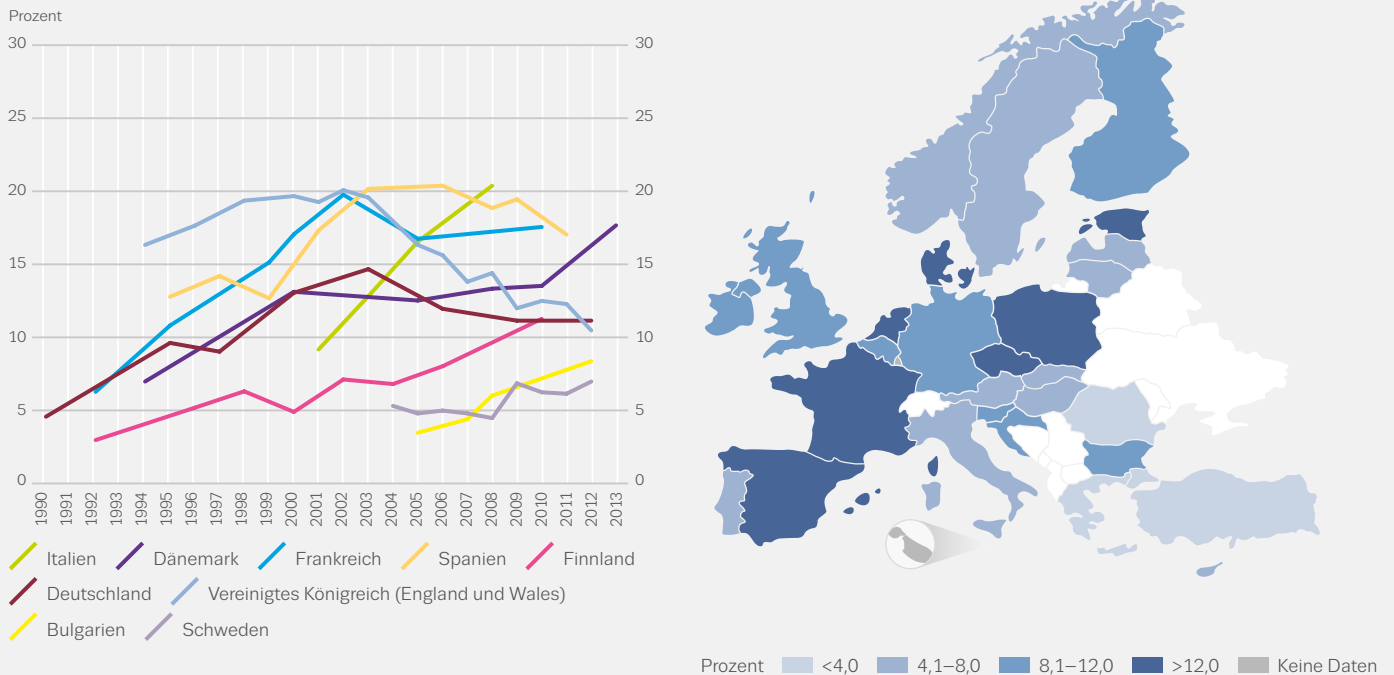 Prozent
30 30
25 25
20 20
15 15
10 10
5 5
0 0
1990 1991 1992 1993 1994 1995 1996 1997 1998 1999 2000 2001 2002 2003 2004 2005 2006 2007 2008 2009 2010 2011 2012 2013
Italien Dänemark Frankreich Spanien Finnland
Deutschland Vereinigtes Königreich (England und Wales)
Bulgarien Schweden
Prozent <4,0 4,1–8,0 8,1–12,0 >12,0 Keine Daten